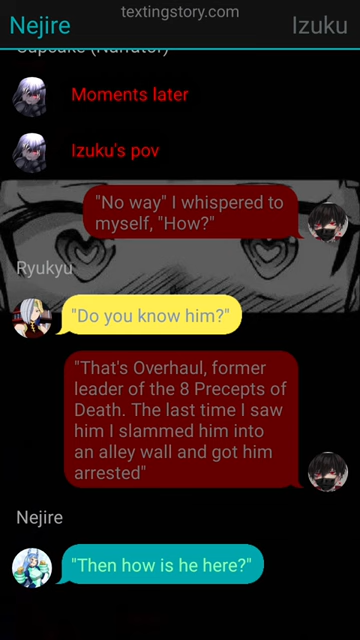 textingstory.com
Nejire
Izuku
Cupcake (Narrator)
Moments later
Izuku's pov
"No way" I whispered to
myself, "How?"
Ryukyu
"Do you know him?"
"That's Overhaul, former
leader of the 8 Precepts of
Death. The last time I saw
him I slammed him into
an alley wall and got him
arrested"
Nejire
"Then how is he here?"